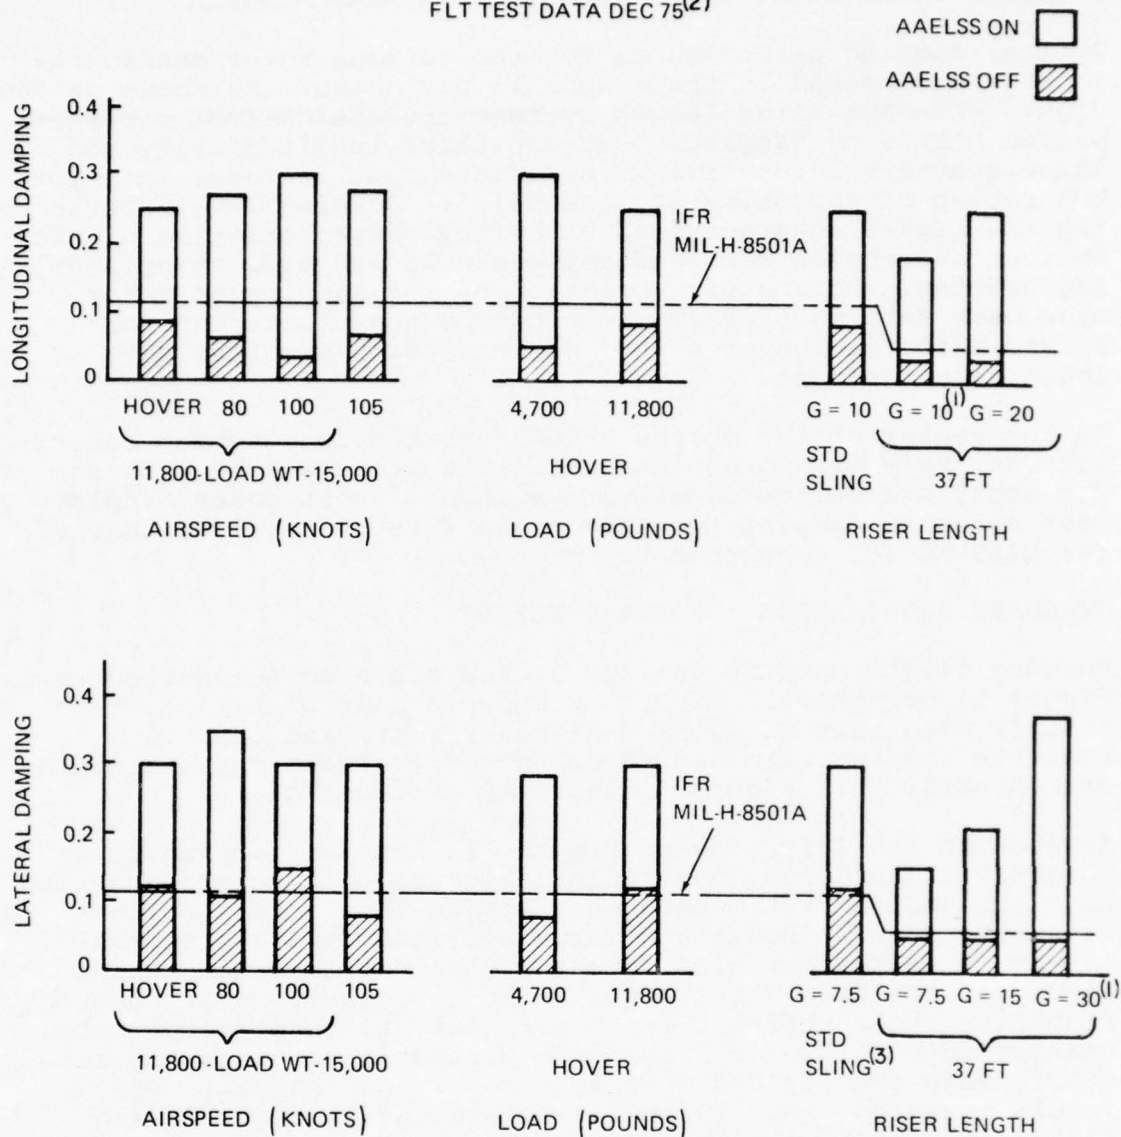 FLT TEST DATA DEC 75(2)
AAELSS ON
AAELSS OFF
LONGITUDINAL DAMPING
0.4
0.3
0.2
0.1
0
IFR
MIL-H-8501A
HOVER 80 100 105
11,800-LOAD WT-15,000
AIRSPEED (KNOTS)
4,700 11,800
HOVER
LOAD (POUNDS)
G = 10 G = 10(1) G = 20
STD
SLING
37 FT
RISER LENGTH
LATERAL DAMPING
0.4
0.3
0.2
0.1
0
IFR
MIL-H-8501A
HOVER 80 100 105
11,800-LOAD WT-15,000
AIRSPEED (KNOTS)
4,700 11,800
HOVER
LOAD (POUNDS)
G = 7.5 G = 7.5 G = 15 G = 30(1)
STD
SLING(3)
37 FT
RISER LENGTH